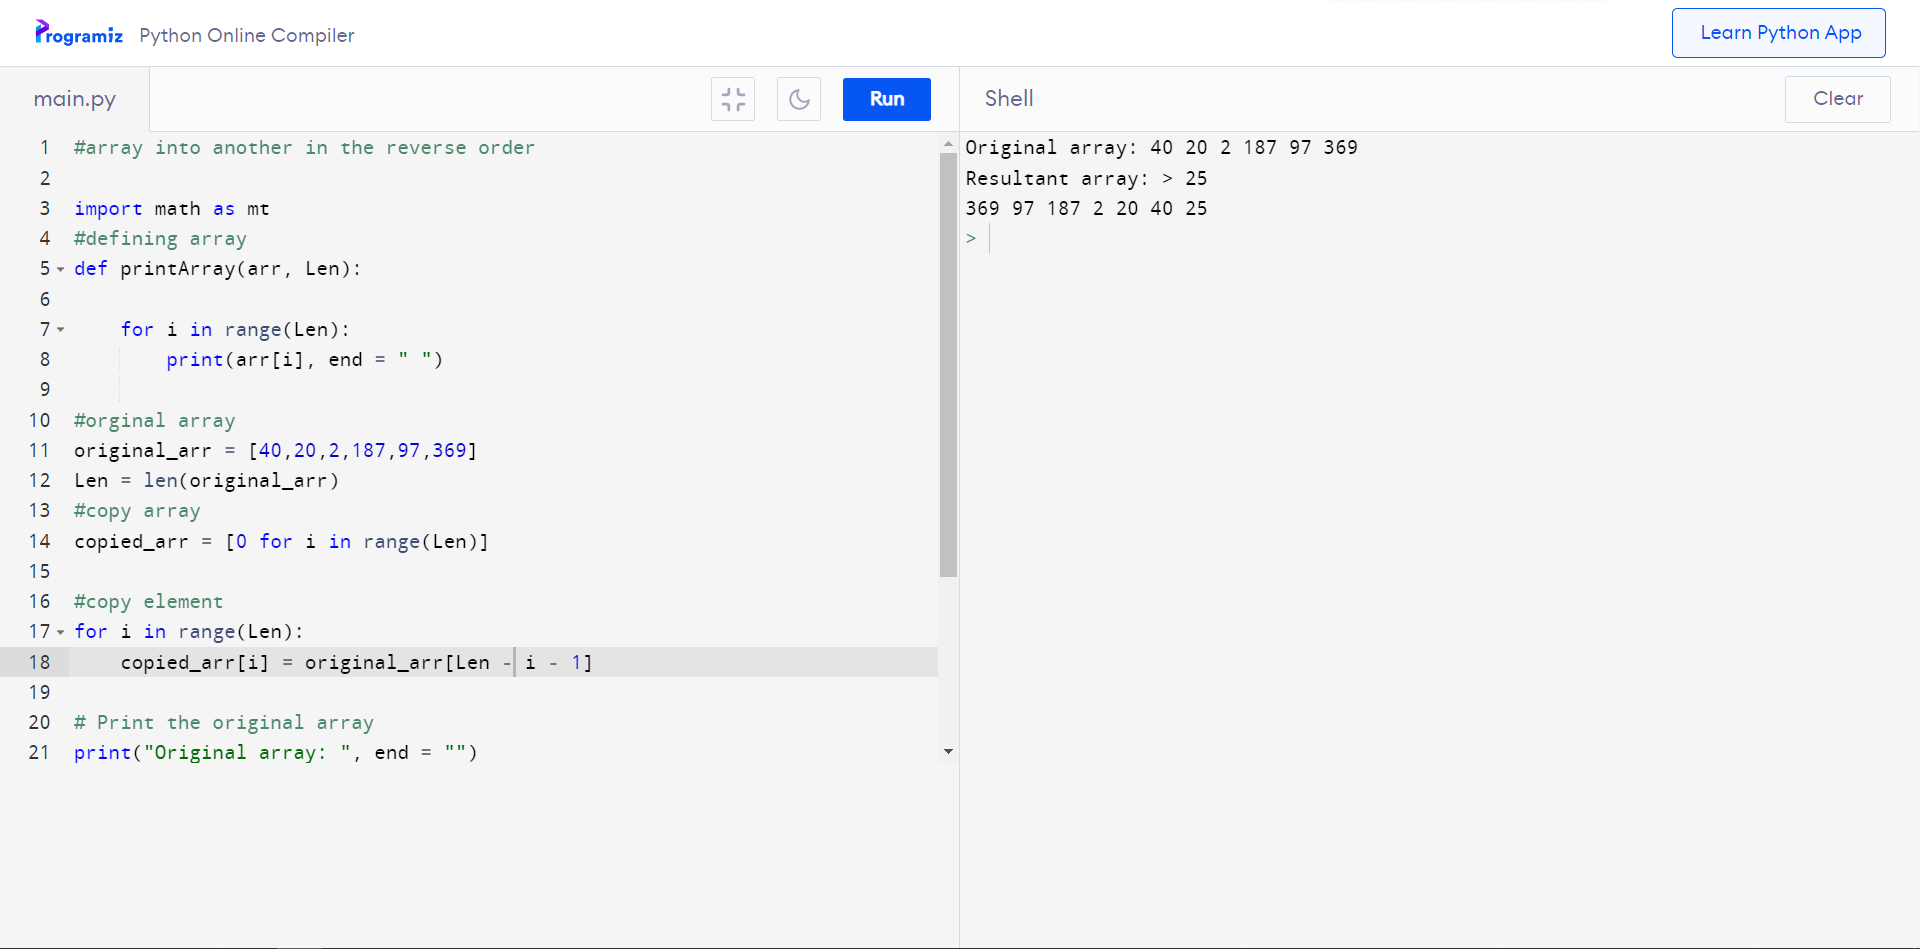 Programiz Python Online Compiler
Learn Python App
main.py
Run
1 #array into another in the reverse order
2
3 import math as mt
4 #defining array
5 def printArray(arr, Len):
6
7     for i in range(Len):
8         print(arr[i], end = " ")
9
10 #orginal array
11 original_arr = [40,20,2,187,97,369]
12 Len = len(original_arr)
13 #copy array
14 copied_arr = [0 for i in range(Len)]
15
16 #copy element
17 for i in range(Len):
18     copied_arr[i] = original_arr[Len - i - 1]
19
20 # Print the original array
21 print("Original array: ", end = "")
Shell
Clear
Original array: 40 20 2 187 97 369
Resultant array: > 25
369 97 187 2 20 40 25
>